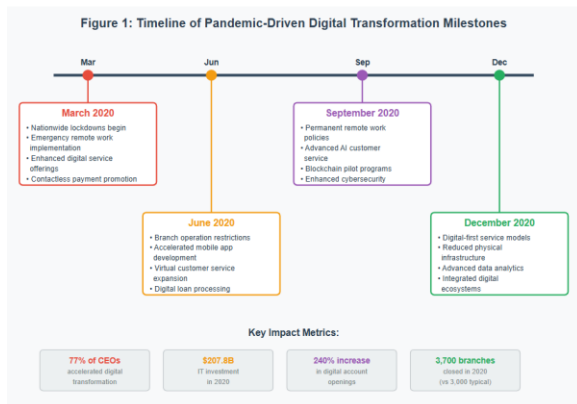 Figure 1: Timeline of Pandemic-Driven Digital Transformation Milestones
Mar
Jun
Sep
Dec
March 2020
• Nationwide lockdowns begin
• Emergency remote work
implementation
• Enhanced digital service
offerings
• Contactless payment promotion
September 2020
• Permanent remote work
policies
• Advanced AI customer
service
• Blockchain pilot programs
• Enhanced cybersecurity
June 2020
• Branch operation restrictions
• Accelerated mobile app
development
• Virtual customer service
expansion
• Digital loan processing
December 2020
• Digital-first service models
• Reduced physical
infrastructure
• Advanced data analytics
• Integrated digital
ecosystems
Key Impact Metrics:
77% of CEOs
accelerated digital
transformation
$207.8B
IT investment
in 2020
240% increase
in digital account
openings
3,700 branches
closed in 2020
(vs 3,000 typical)